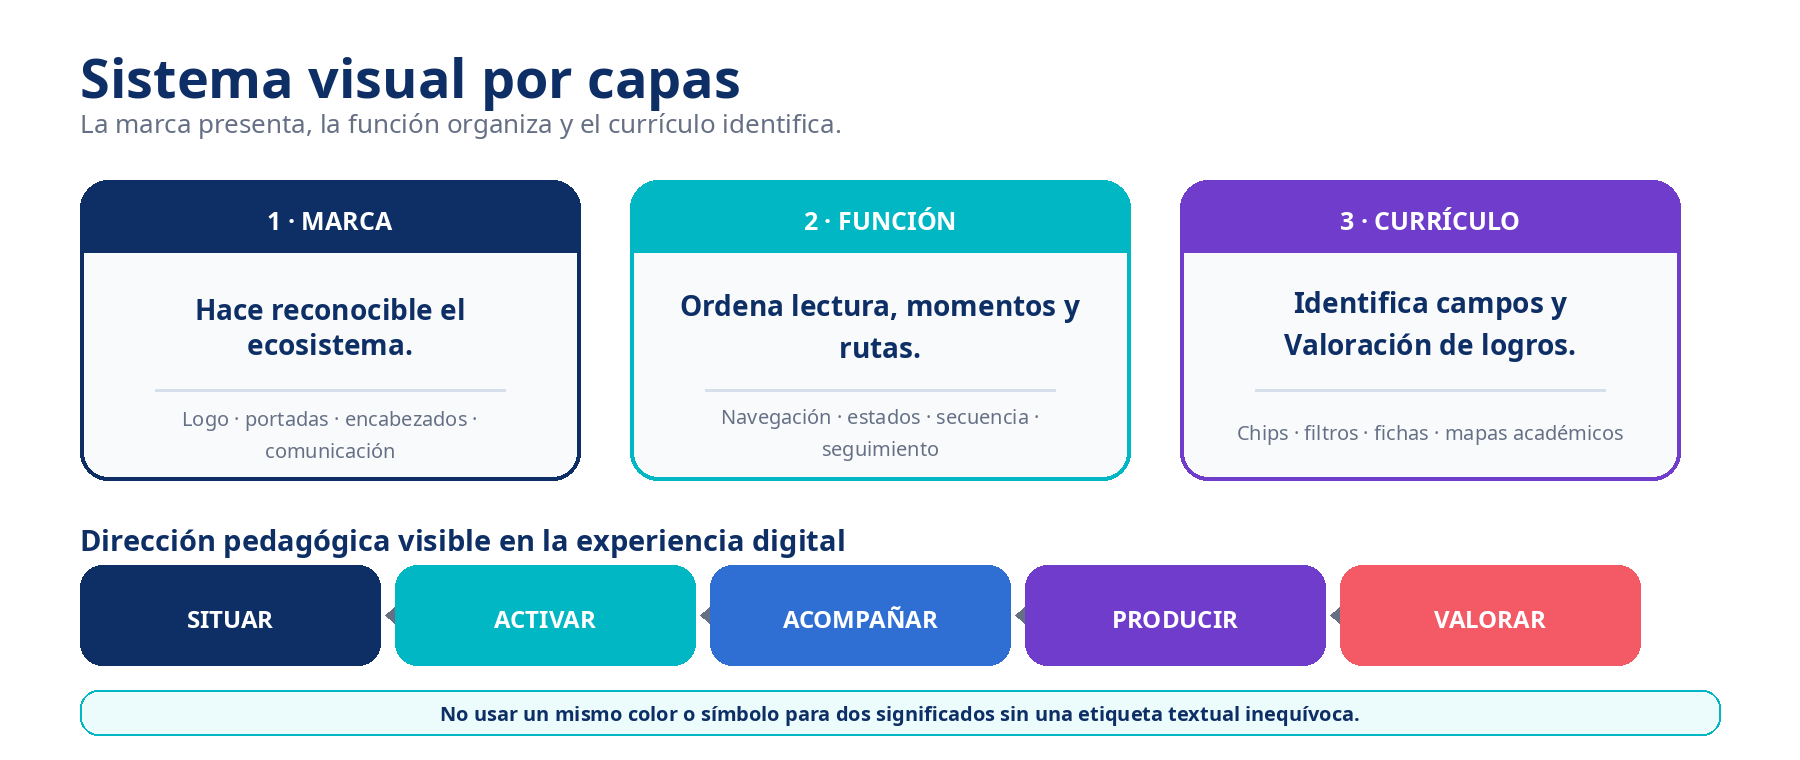 Sistema visual por capas
La marca presenta, la función organiza y el currículo identifica.
1 · MARCA
Hace reconocible el
ecosistema.
Logo · portadas · encabezados ·
comunicación
2 · FUNCIÓN
Ordena lectura, momentos y
rutas.
Navegación · estados · secuencia ·
seguimiento
3 · CURRÍCULO
Identifica campos y
Valoración de logros.
Chips · filtros · fichas · mapas académicos
Dirección pedagógica visible en la experiencia digital
SITUAR
ACTIVAR
ACOMPAÑAR
PRODUCIR
VALORAR
No usar un mismo color o símbolo para dos significados sin una etiqueta textual inequívoca.